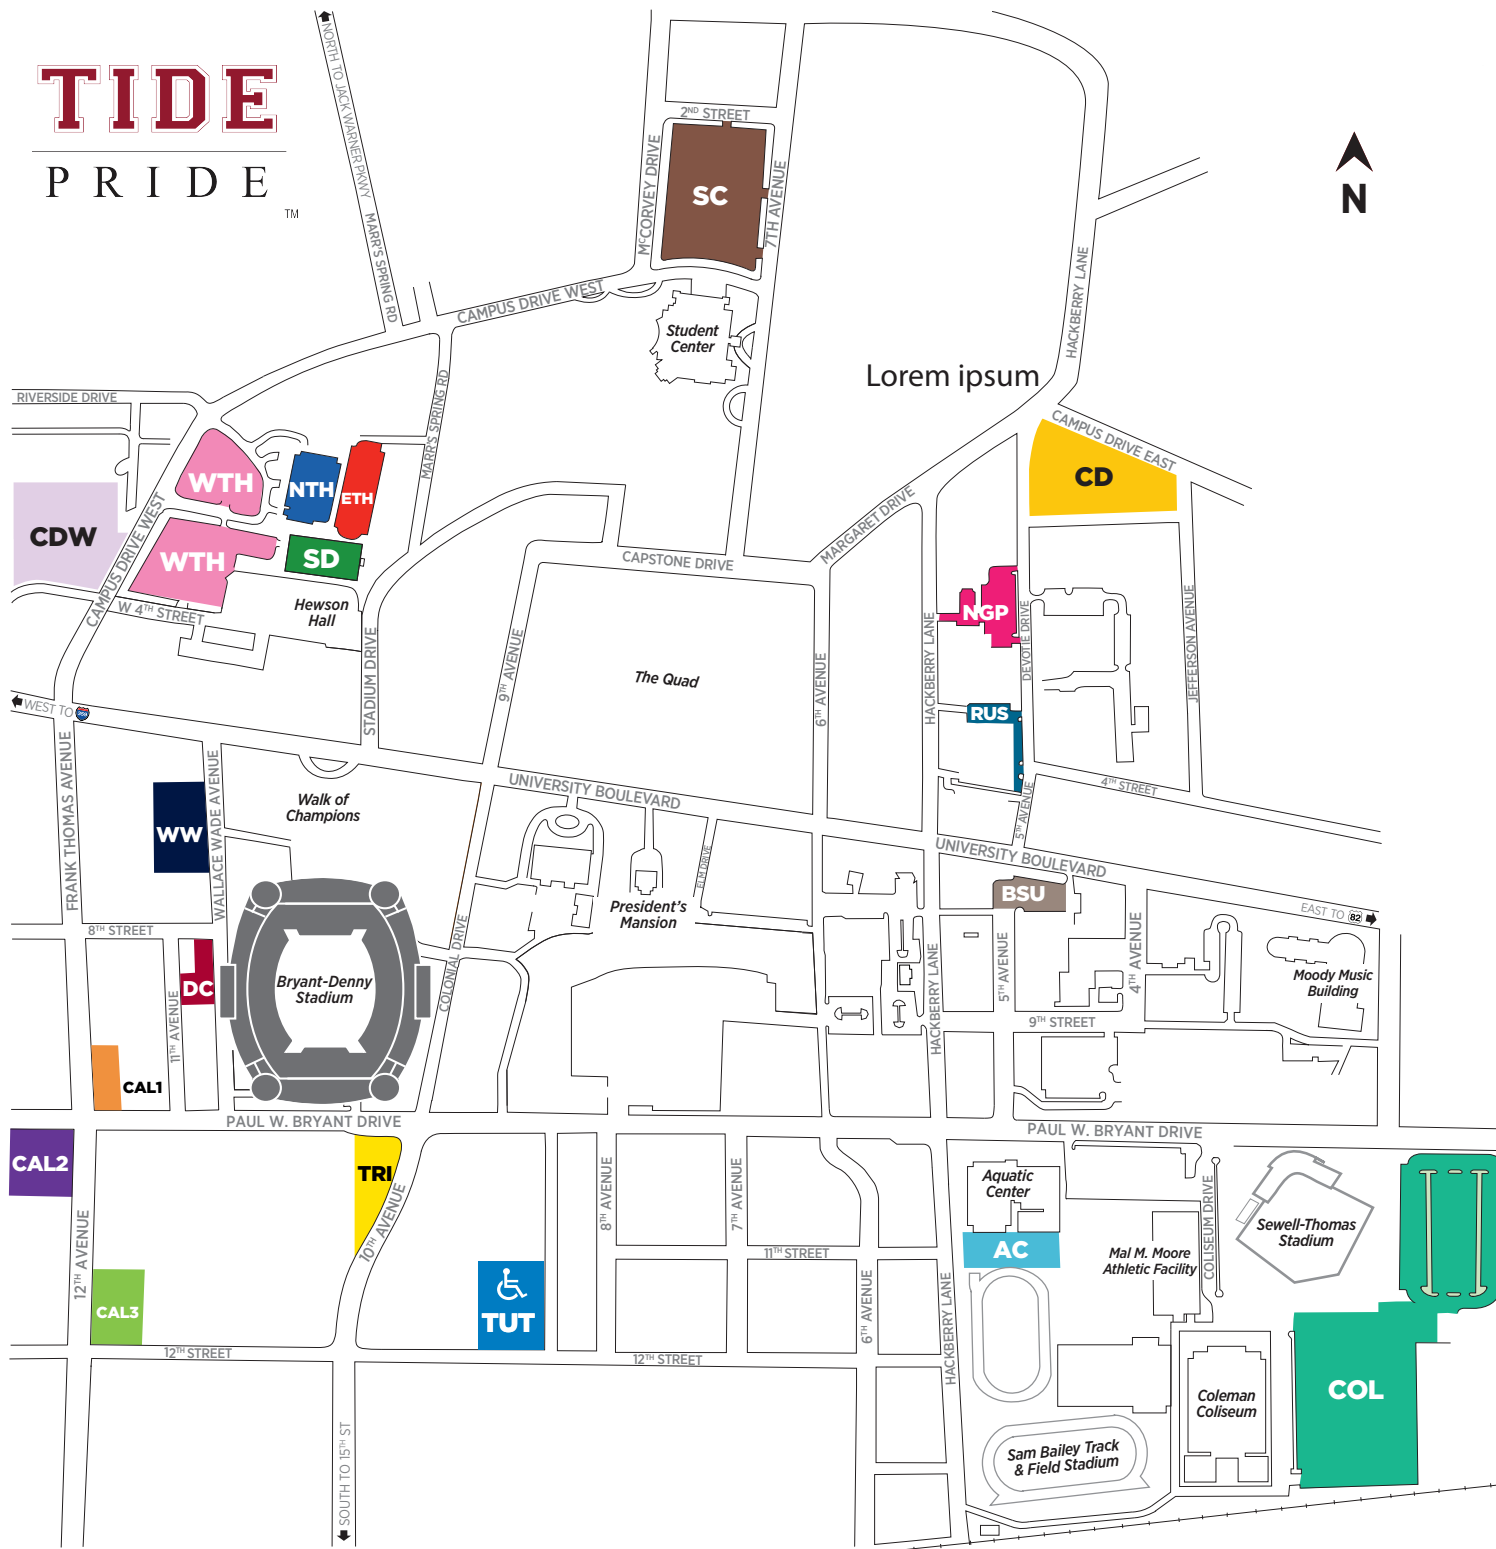 TIDE
PRIDE
TM
NORTH TO JACK WARNER PKWY
MARR'S SPRING RD
2ND STREET
McCORVEY DRIVE
SC
7TH AVENUE
N
HACKBERRY LANE
CAMPUS DRIVE WEST
Student
Center
Lorem ipsum
RIVERSIDE DRIVE
MARR'S SPRING RD
CAMPUS DRIVE EAST
CD
WTH
NTH
ETH
CDW
CAMPUS DRIVE WEST
WTH
SD
MARGARET DRIVE
CAPSTONE DRIVE
W 4TH STREET
Hewson
Hall
STADIUM DRIVE
9TH AVENUE
The Quad
6TH AVENUE
HACKBERRY LANE
NGP
DEVOTIE DRIVE
JEFFERSON AVENUE
WEST TO
RUS
4TH STREET
5TH AVENUE
FRANK THOMAS AVENUE
WALLACE WADE AVENUE
WW
Walk of
Champions
UNIVERSITY BOULEVARD
ELM DRIVE
UNIVERSITY BOULEVARD
BSU
President's
Mansion
EAST TO 82
8TH STREET
COLONIAL DRIVE
HACKBERRY LANE
5TH AVENUE
4TH AVENUE
Moody Music
Building
DC
Bryant-Denny
Stadium
11TH AVENUE
9TH STREET
CAL1
PAUL W. BRYANT DRIVE
PAUL W. BRYANT DRIVE
CAL2
TRI
10TH AVENUE
8TH AVENUE
7TH AVENUE
Aquatic
Center
COLISEUM DRIVE
Sewell-Thomas
Stadium
12TH AVENUE
11TH STREET
AC
Mal M. Moore
Athletic Facility
CAL3
TUT
6TH AVENUE
HACKBERRY LANE
12TH STREET
12TH STREET
COL
Coleman
Coliseum
SOUTH TO 15TH ST
Sam Bailey Track
& Field Stadium